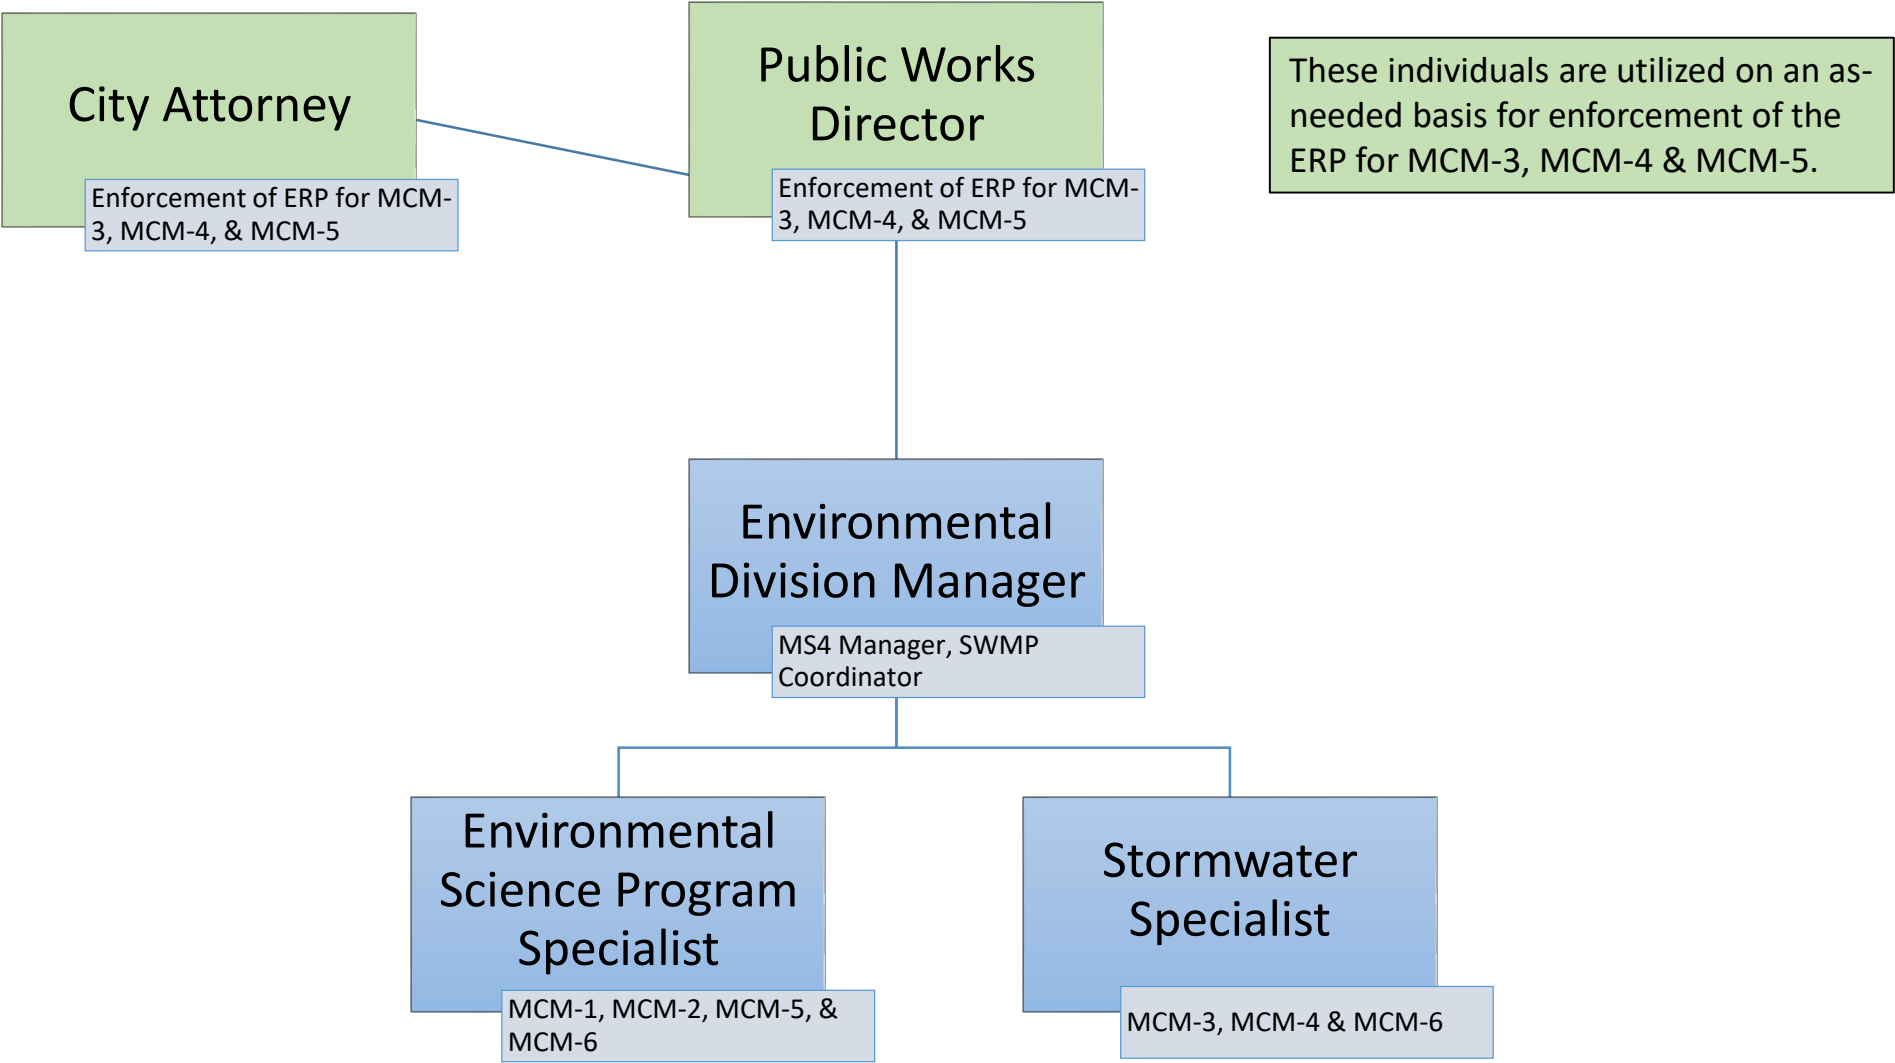 City Attorney
Enforcement of ERP for MCM-
3, MCM-4, & MCM-5
Public Works
Director
Enforcement of ERP for MCM-
3, MCM-4, & MCM-5
These individuals are utilized on an as-
needed basis for enforcement of the
ERP for MCM-3, MCM-4 & MCM-5.
Environmental
Division Manager
MS4 Manager, SWMP
Coordinator
Environmental
Science Program
Specialist
MCM-1, MCM-2, MCM-5, &
MCM-6
Stormwater
Specialist
MCM-3, MCM-4 & MCM-6